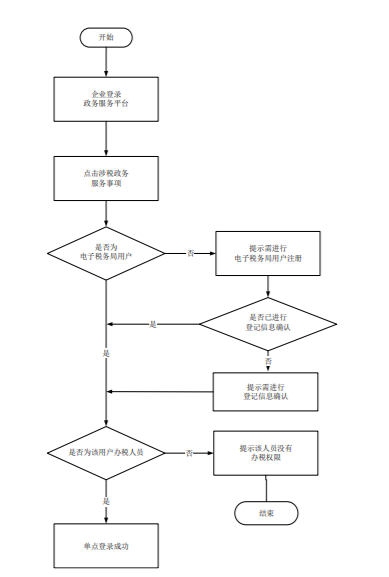 开始
企业登录
政务服务平台
点击涉税政务
服务事项
是否为
电子税务局用户
否
提示需进行
电子税务局用户注册
是否已进行
登记信息确认
是
否
是
提示需进行
登记信息确认
是否为该用户办税人员
否
提示该人员没有
办税权限
是
结束
单点登录成功